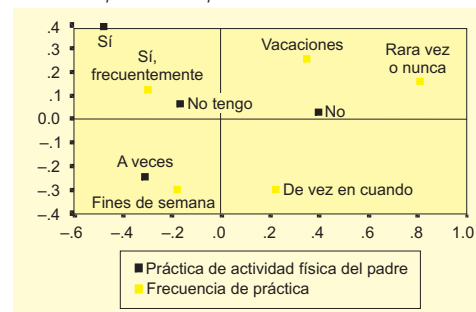 .4
Sí
.3
Sí,
frecuentemente
Vacaciones
Rara vez
o nunca
.2
.1
No tengo
No
0.0
–.1
A veces
–.2
–.3
Fines de semana
De vez en cuando
–.4
–.6 –.4 –.2 .0 .2 .4 .6 .8 1.0
Práctica de actividad física del padre
Frecuencia de práctica